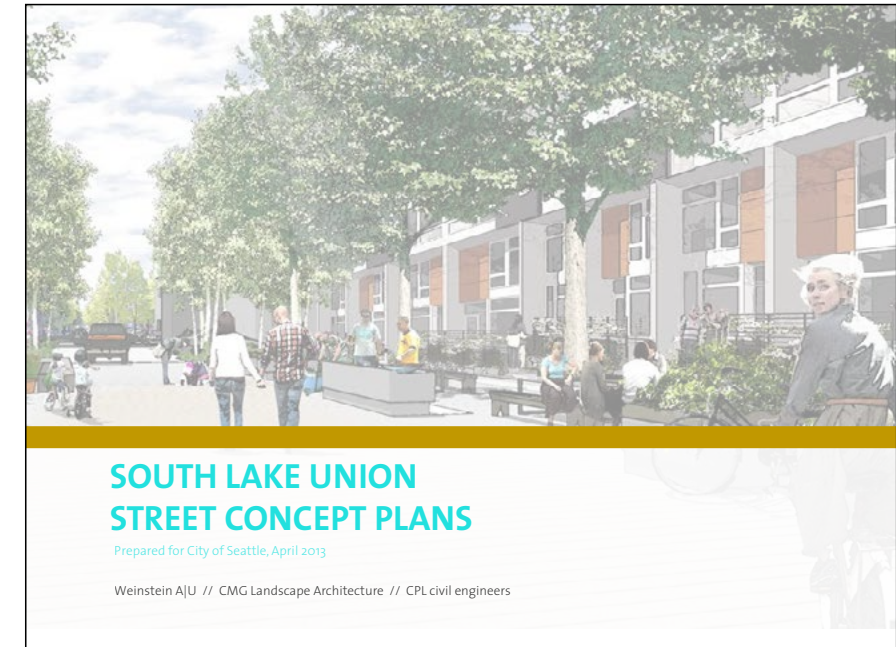 SOUTH LAKE UNION
STREET CONCEPT PLANS
Prepared for City of Seattle, April 2013
Weinstein A|U // CMG Landscape Architecture // CPL civil engineers